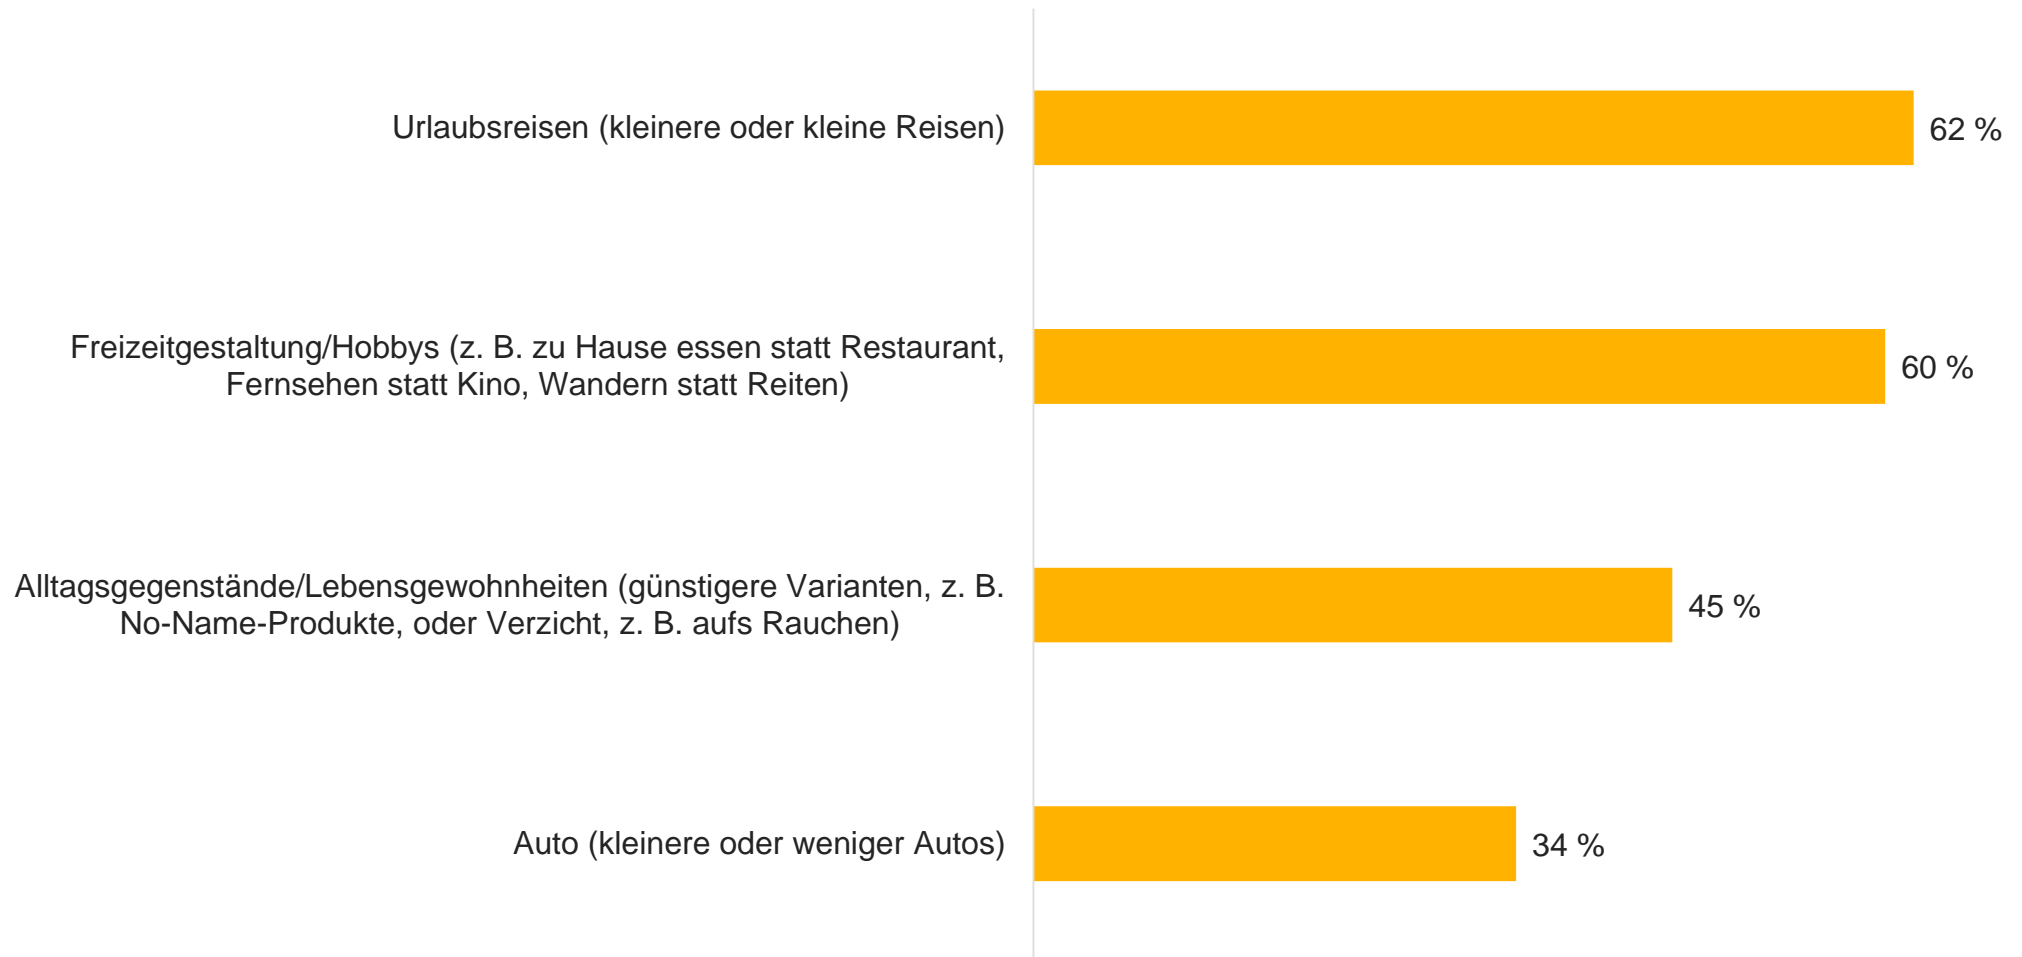 Urlaubsreisen (kleinere oder kleine Reisen)
62 %
Freizeitgestaltung/Hobbys (z. B. zu Hause essen statt Restaurant,
Fernsehen statt Kino, Wandern statt Reiten)
60 %
Alltagsgegenstände/Lebensgewohnheiten (günstigere Varianten, z. B.
No-Name-Produkte, oder Verzicht, z. B. aufs Rauchen)
45 %
Auto (kleinere oder weniger Autos)
34 %